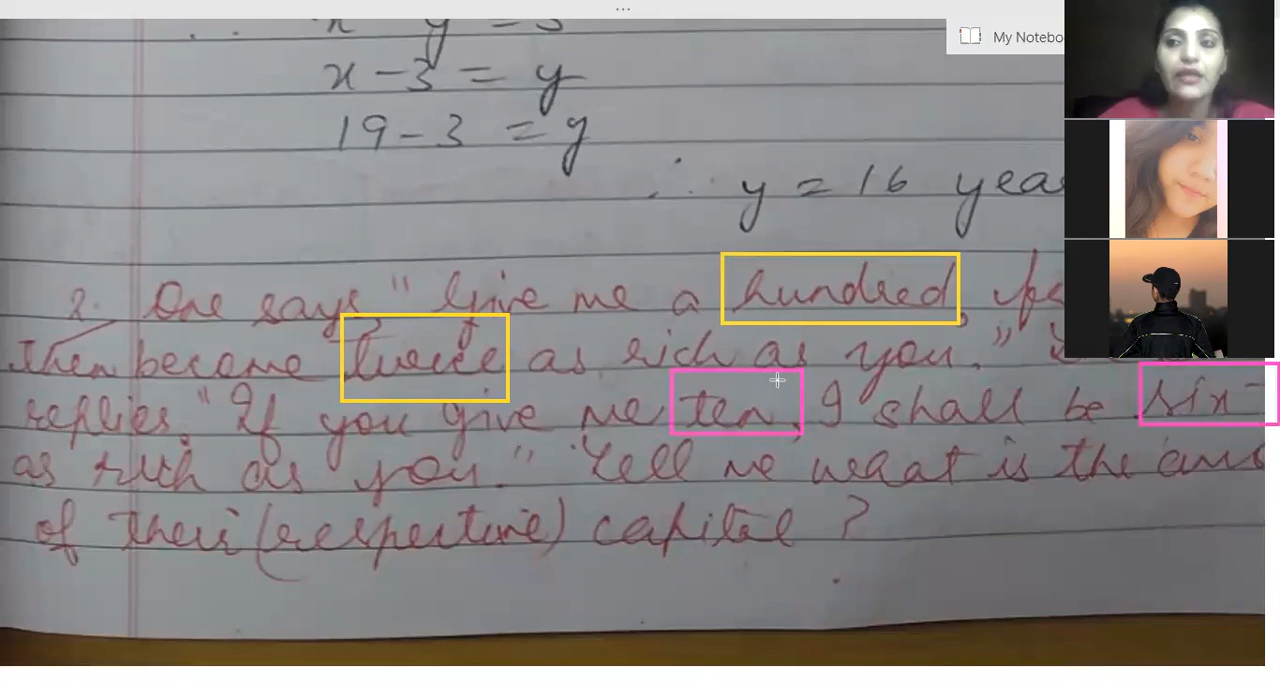 x - y = 3
My Notebo
x - 3 = y
19 - 3 = y
∴ y = 16 yea
2. One says, "Give me a hundred,
then become twice as rich as you."
replies, "If you give me ten, I shall be six-
as rich as you." Tell me what is the am
of their (respective) capital ?